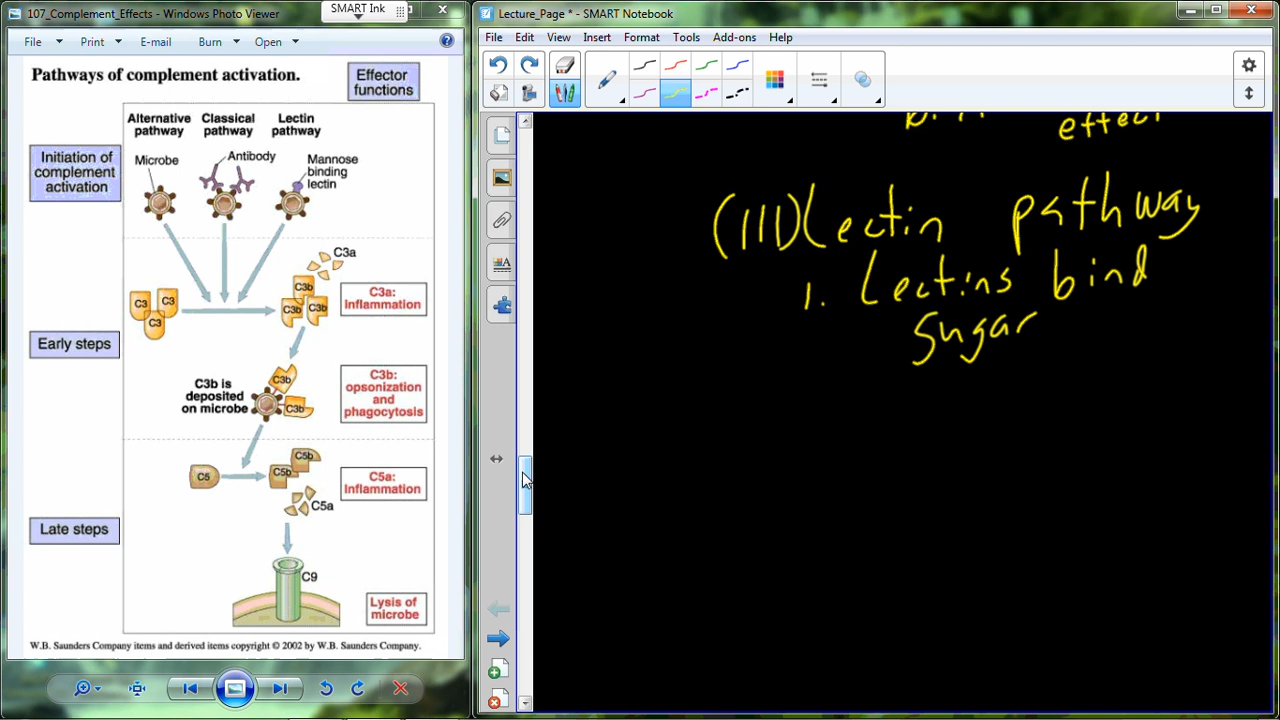 107_Complement_Effects - Windows Photo Viewer
SMART Ink
File Print E-mail Burn Open
Pathways of complement activation.
Effector
functions
Alternative
pathway
Classical
pathway
Lectin
pathway
Initiation of
complement
activation
Microbe
Antibody
Mannose
binding
lectin
C3a
C3 C3
C3
C3b
C3b C3b
C3a:
Inflammation
Early steps
C3b is
deposited
on microbe
C3b
C3b
C3b:
opsonization
and
phagocytosis
C5
C5b
C5b
C5a
C5a:
Inflammation
Late steps
C9
Lysis of
microbe
W.B. Saunders Company items and derived items copyright © 2002 by W.B. Saunders Company.
Lecture_Page * - SMART Notebook
File Edit View Insert Format Tools Add-ons Help
effect
(III) Lectin pathway
1. Lectins bind
sugar